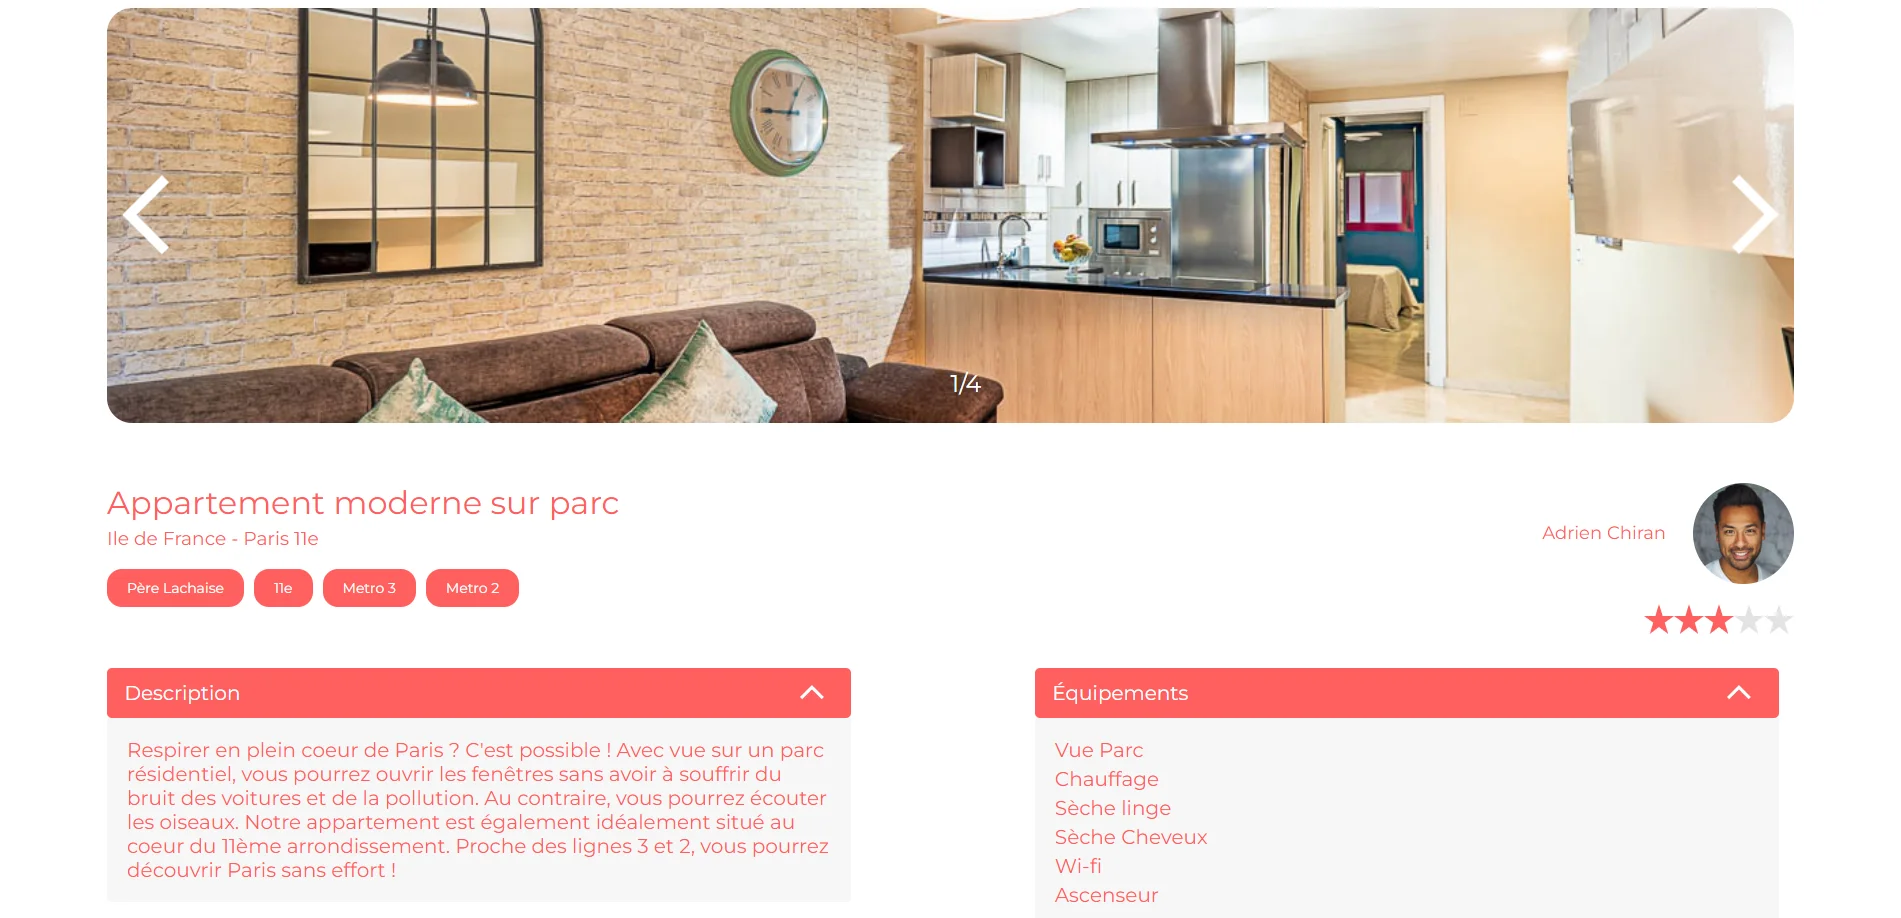 1/4
Appartement moderne sur parc
Ile de France - Paris 11e
Adrien Chiran
Père Lachaise
11e
Metro 3
Metro 2
Description
Respirer en plein coeur de Paris ? C'est possible ! Avec vue sur un parc
résidentiel, vous pourrez ouvrir les fenêtres sans avoir à souffrir du
bruit des voitures et de la pollution. Au contraire, vous pourrez écouter
les oiseaux. Notre appartement est également idéalement situé au
coeur du 11ème arrondissement. Proche des lignes 3 et 2, vous pourrez
découvrir Paris sans effort !
Équipements
Vue Parc
Chauffage
Sèche linge
Sèche Cheveux
Wi-fi
Ascenseur